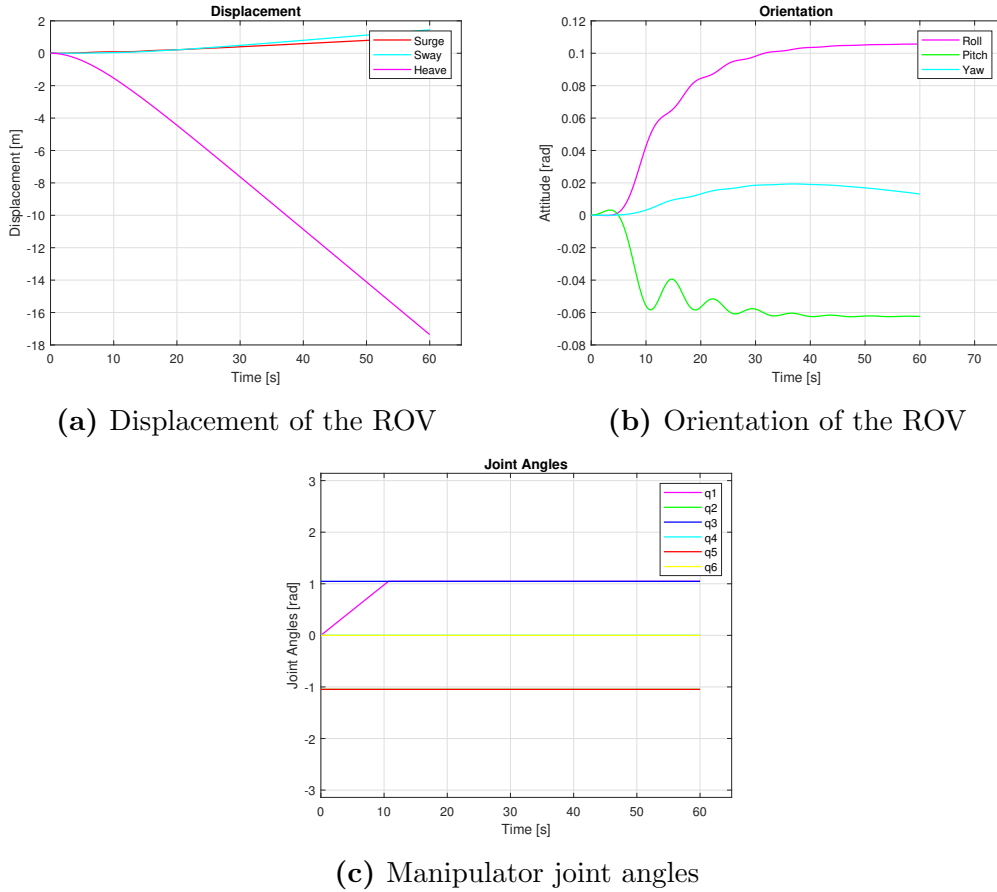 Displacement
2
0
-2
-4
-6
-8
-10
-12
-14
-16
-18
Displacement [m]
Surge
Sway
Heave
0 10 20 30 40 50 60
Time [s]
(a) Displacement of the ROV
Orientation
0.12
0.1
0.08
0.06
0.04
0.02
0
-0.02
-0.04
-0.06
-0.08
Attitude [rad]
Roll
Pitch
Yaw
0 10 20 30 40 50 60 70
Time [s]
(b) Orientation of the ROV
Joint Angles
3
2
1
0
-1
-2
-3
Joint Angles [rad]
q1
q2
q3
q4
q5
q6
0 10 20 30 40 50 60
Time [s]
(c) Manipulator joint angles